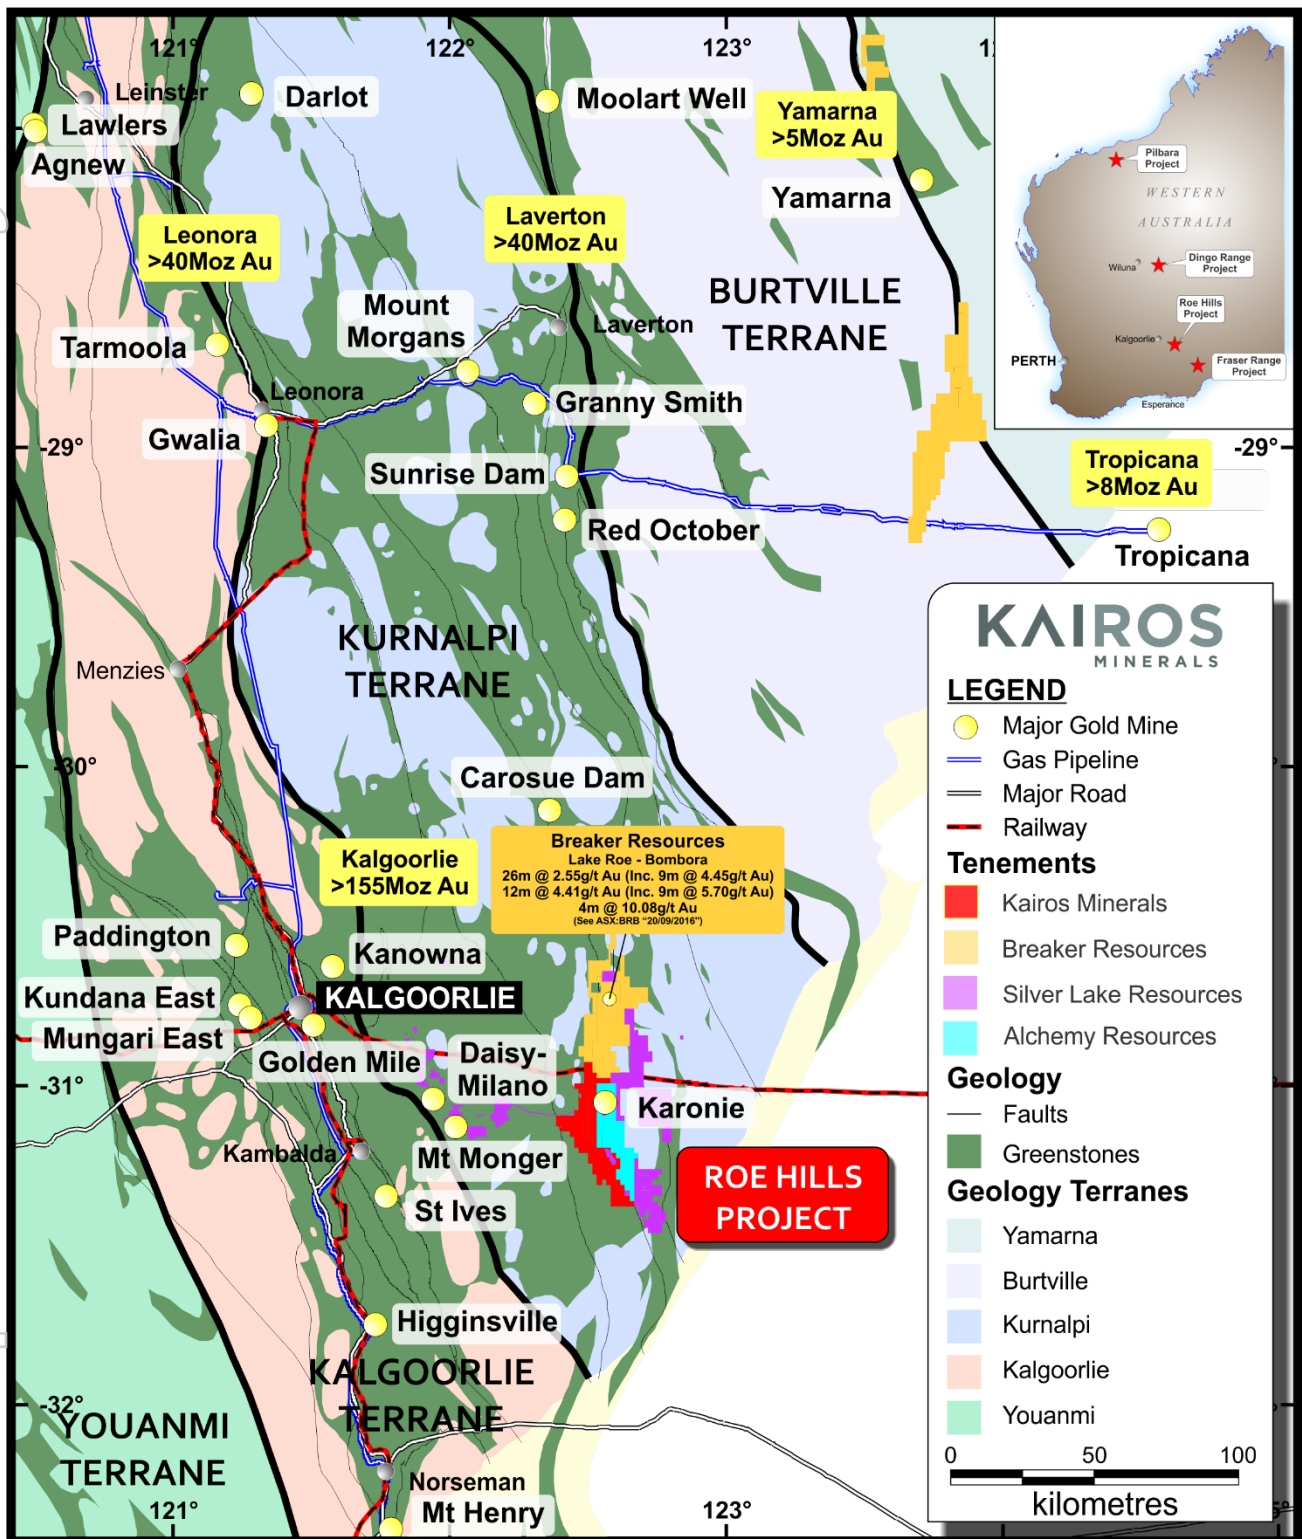 121°
122°
123°
Leinster
Darlot
Moolart Well
Lawlers
Agnew
Yamarna
>5Moz Au
Yamarna
Leonora
>40Moz Au
Laverton
>40Moz Au
BURTVILLE
TERRANE
Mount
Morgans
Laverton
Tarmoola
Leonora
Granny Smith
Gwalia
-29°
-29°
Sunrise Dam
Tropicana
>8Moz Au
Red October
Tropicana
Pilbara
Project
WESTERN
AUSTRALIA
Wiluna
Dingo Range
Project
Roe Hills
Project
Kalgoorlie
PERTH
Fraser Range
Project
Esperance
KURNALPI
TERRANE
Menzies
-30°
Carosue Dam
Kalgoorlie
>155Moz Au
Breaker Resources
Lake Roe - Bombora
26m @ 2.55g/t Au (Inc. 9m @ 4.45g/t Au)
12m @ 4.41g/t Au (Inc. 9m @ 5.70g/t Au)
4m @ 10.08g/t Au
(See ASX:BRB "20/09/2016")
Paddington
Kanowna
Kundana East
KALGOORLIE
Mungari East
Golden Mile
Daisy-
Milano
-31°
Karonie
Kambalda
Mt Monger
ROE HILLS
PROJECT
St Ives
Higginsville
KALGOORLIE
TERRANE
-32°
YOUANMI
TERRANE
Norseman
Mt Henry
121°
123°
KAIROS
MINERALS
LEGEND
Major Gold Mine
Gas Pipeline
Major Road
Railway
Tenements
Kairos Minerals
Breaker Resources
Silver Lake Resources
Alchemy Resources
Geology
Faults
Greenstones
Geology Terranes
Yamarna
Burtville
Kurnalpi
Kalgoorlie
Youanmi
0 50 100
kilometres